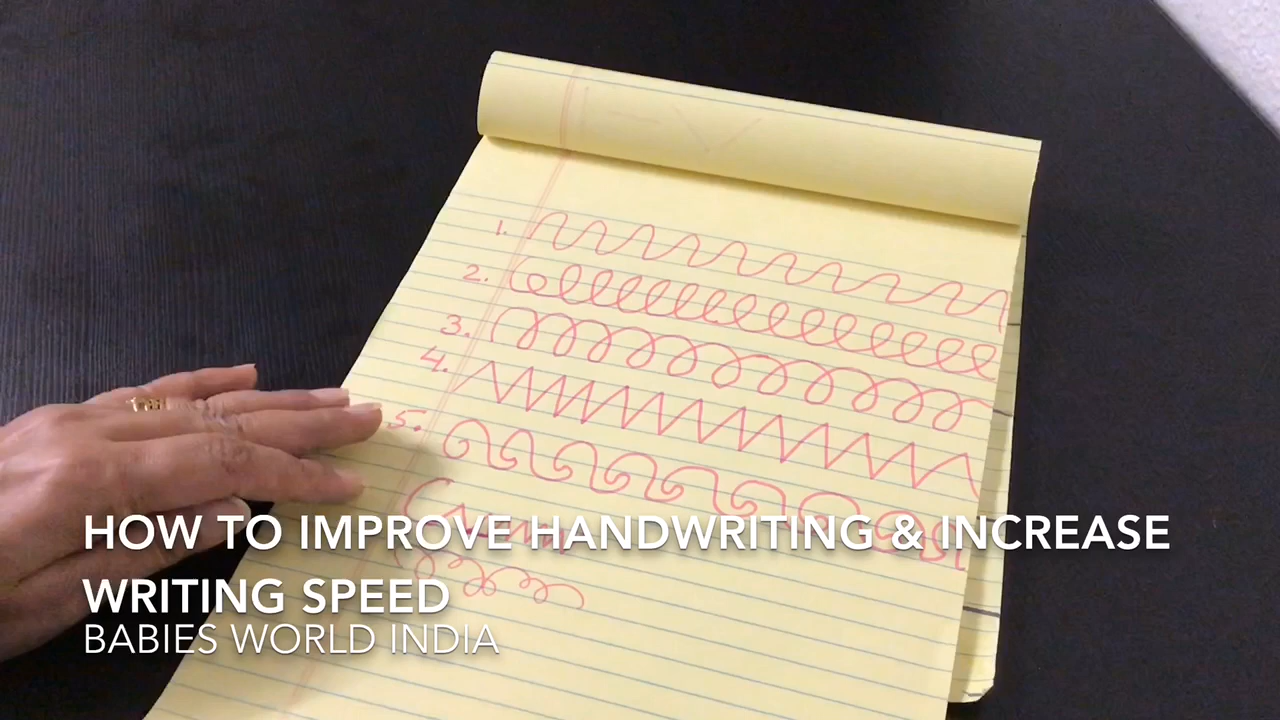 1.
2.
3.
4.
5.
HOW TO IMPROVE HANDWRITING & INCREASE
WRITING SPEED
BABIES WORLD INDIA